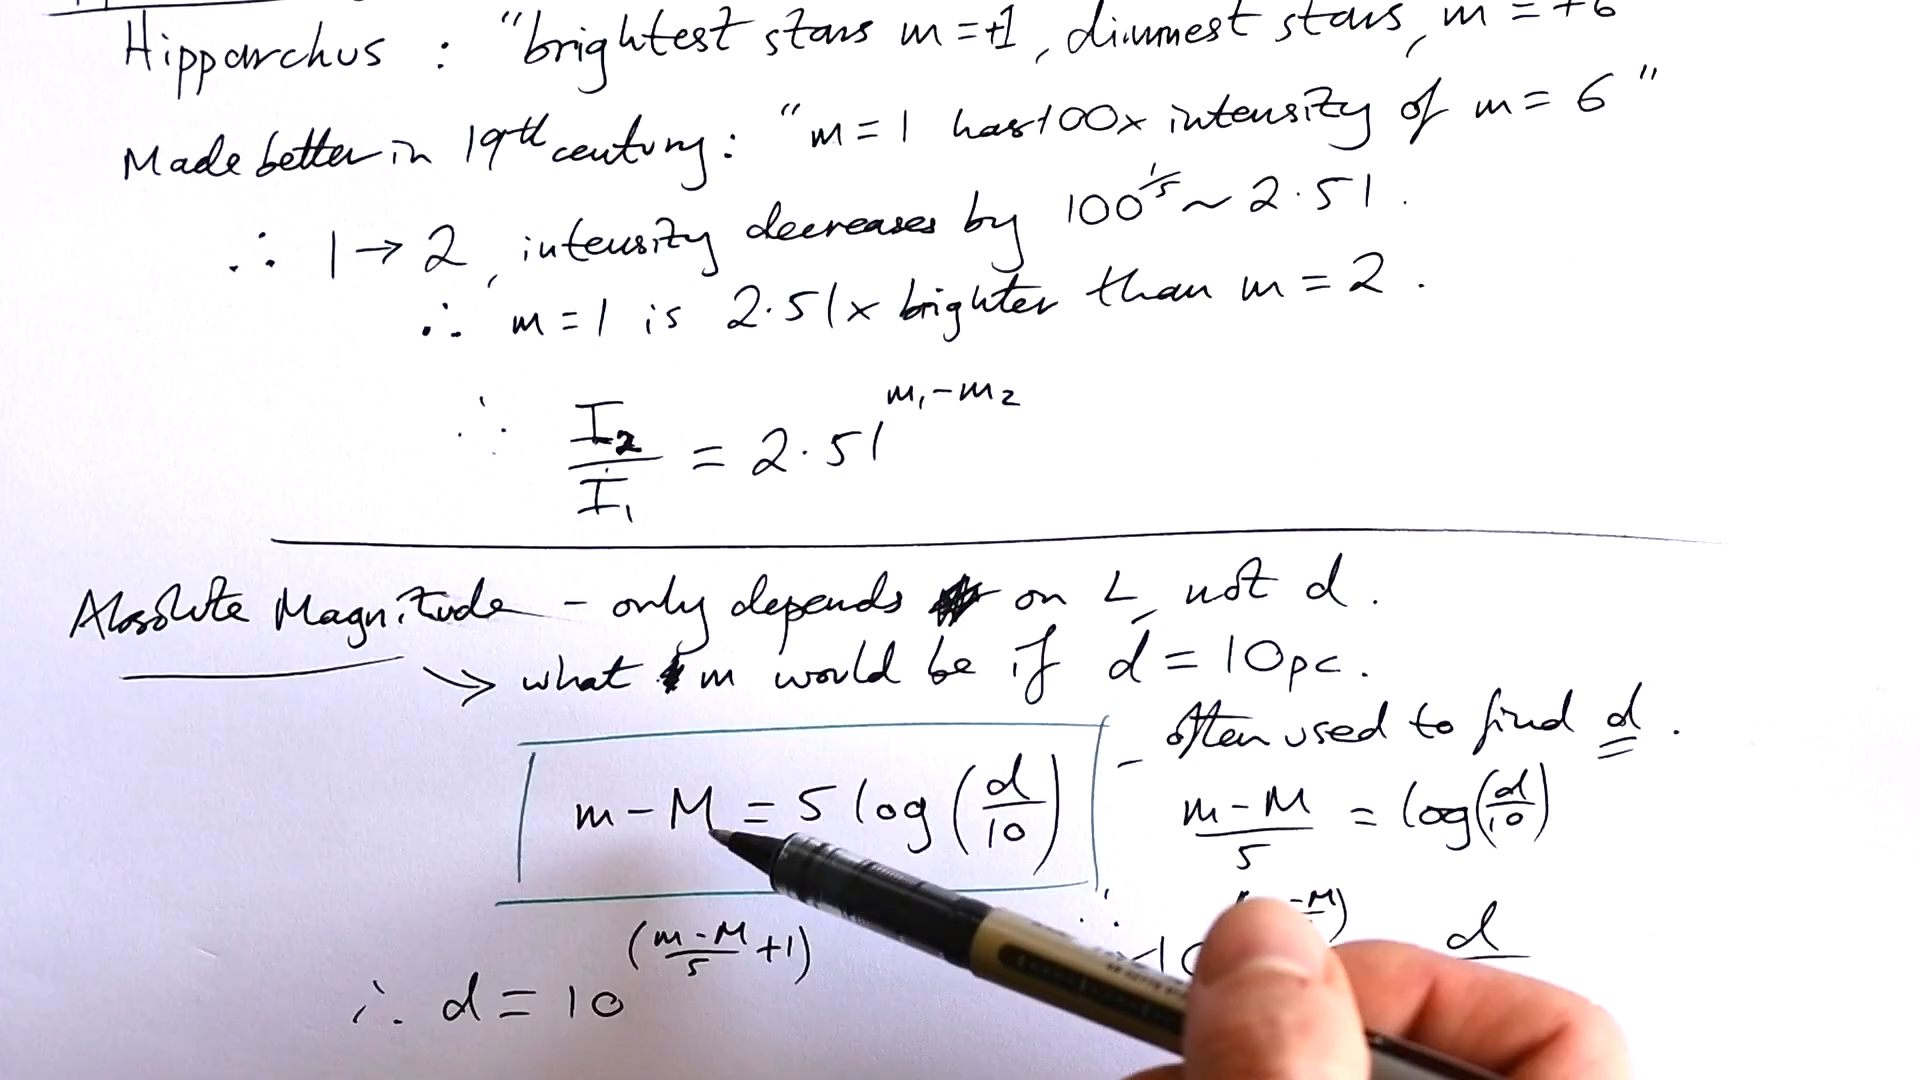 Hipparchus : "brightest stars m=+1, dimmest stars, m = +6
Made better in 19th century: "m=1 has 100x intensity of m=6"
∴ 1→2, intensity decreases by 100^1/5 ~ 2.51.
∴ m=1 is 2.51x brighter than m=2.
∴ I₂/I₁ = 2.51^m₁-m₂
Absolute Magnitude - only depends on L, not d.
→ what m would be if d = 10pc.
- Often used to find d.
m-M = 5 log(d/10)
m-M/5 = log(d/10)
∴ d = 10^(m-M/5 +1)
∴ 10 -M) d